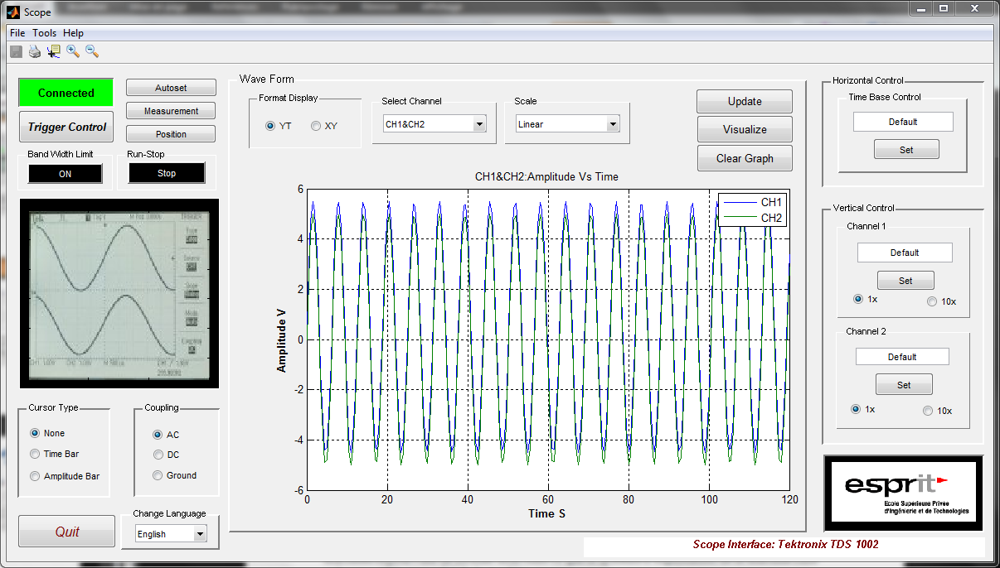 Scope
File Tools Help
Connected
Autoset
Trigger Control
Measurement
Position
Band Width Limit
ON
Run-Stop
Stop
Cursor Type
None
Time Bar
Amplitude Bar
Coupling
AC
DC
Ground
Quit
Change Language
English
Wave Form
Format Display
YT XY
Select Channel
CH1&CH2
Scale
Linear
Update
Visualize
Clear Graph
CH1&CH2:Amplitude Vs Time
CH1
CH2
6
4
2
0
-2
-4
-6
Amplitude V
0 20 40 60 80 100 120
Time S
Horizontal Control
Time Base Control
Default
Set
Vertical Control
Channel 1
Default
Set
1x 10x
Channel 2
Default
Set
1x 10x
esprit
Ecole Supérieure Privée
d'Ingénierie et de Technologies
Scope Interface: Tektronix TDS 1002